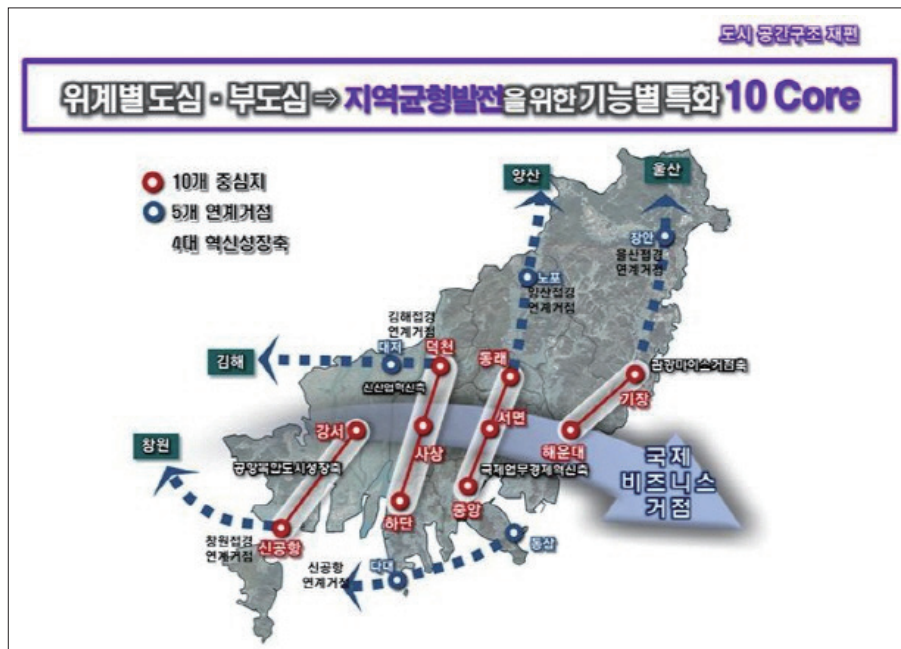 도시 공간구조 재편
위계별도심・부도심⇨지역균형발전을위한기능별특화 10 Core
10개 중심지
5개 연계거점
4대 혁신성장축
양산
울산
장안
울산접경
연계거점
노포
양산접경
연계거점
김해접경
연계거점
대저
덕천
동래
김해
신산업혁신축
관광마이스거점축
기장
강서
사상
서면
해운대
창원
공항복합도시성장축
국제업무경제혁신축
국제
비즈니스
거점
하단
중앙
신공항
창원접경
연계거점
동삼
신공항
연계거점
다대